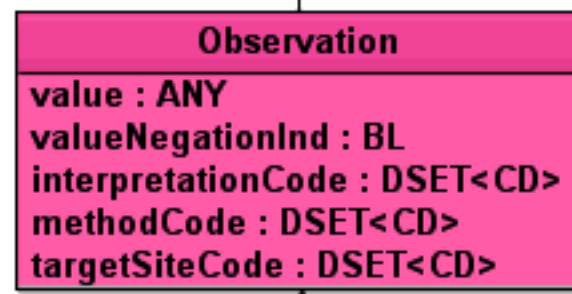 Observation
value : ANY
valueNegationInd : BL
interpretationCode : DSET<CD>
methodCode : DSET<CD>
targetSiteCode : DSET<CD>